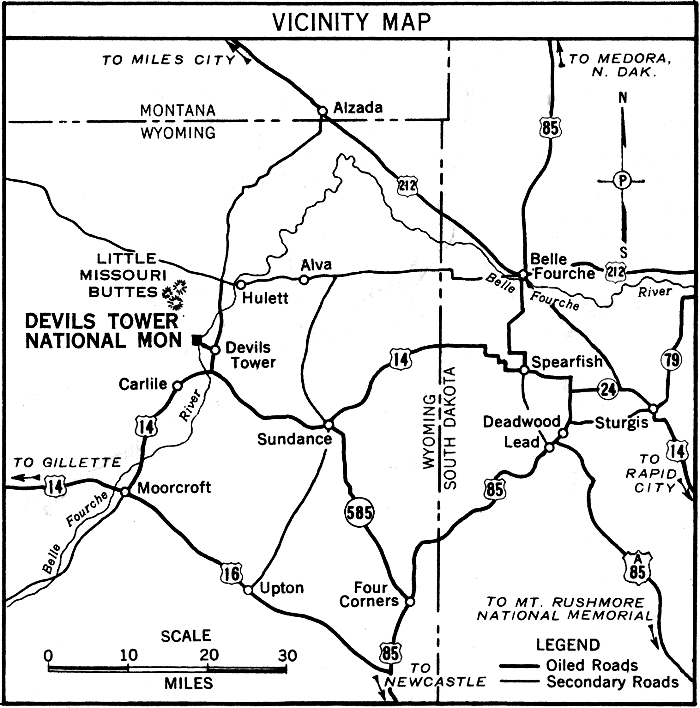 VICINITY MAP
TO MILES CITY
TO MEDORA,
N. DAK.
N
Alzada
MONTANA
WYOMING
85
P
212
S
LITTLE
MISSOURI
BUTTES
Alva
Hulett
Belle
Fourche
212
Belle
Fourche
River
DEVILS TOWER
NATIONAL MON
Devils
Tower
14
Spearfish
79
Carlile
River
24
WYOMING
SOUTH DAKOTA
14
Sundance
Deadwood
Lead
Sturgis
14
TO GILLETTE
14
Moorcroft
TO
RAPID
CITY
Belle
Fourche
85
585
16
Upton
Four
Corners
A
85
TO MT. RUSHMORE
NATIONAL MEMORIAL
SCALE
0 10 20 30
MILES
85
TO
NEWCASTLE
LEGEND
Oiled Roads
Secondary Roads